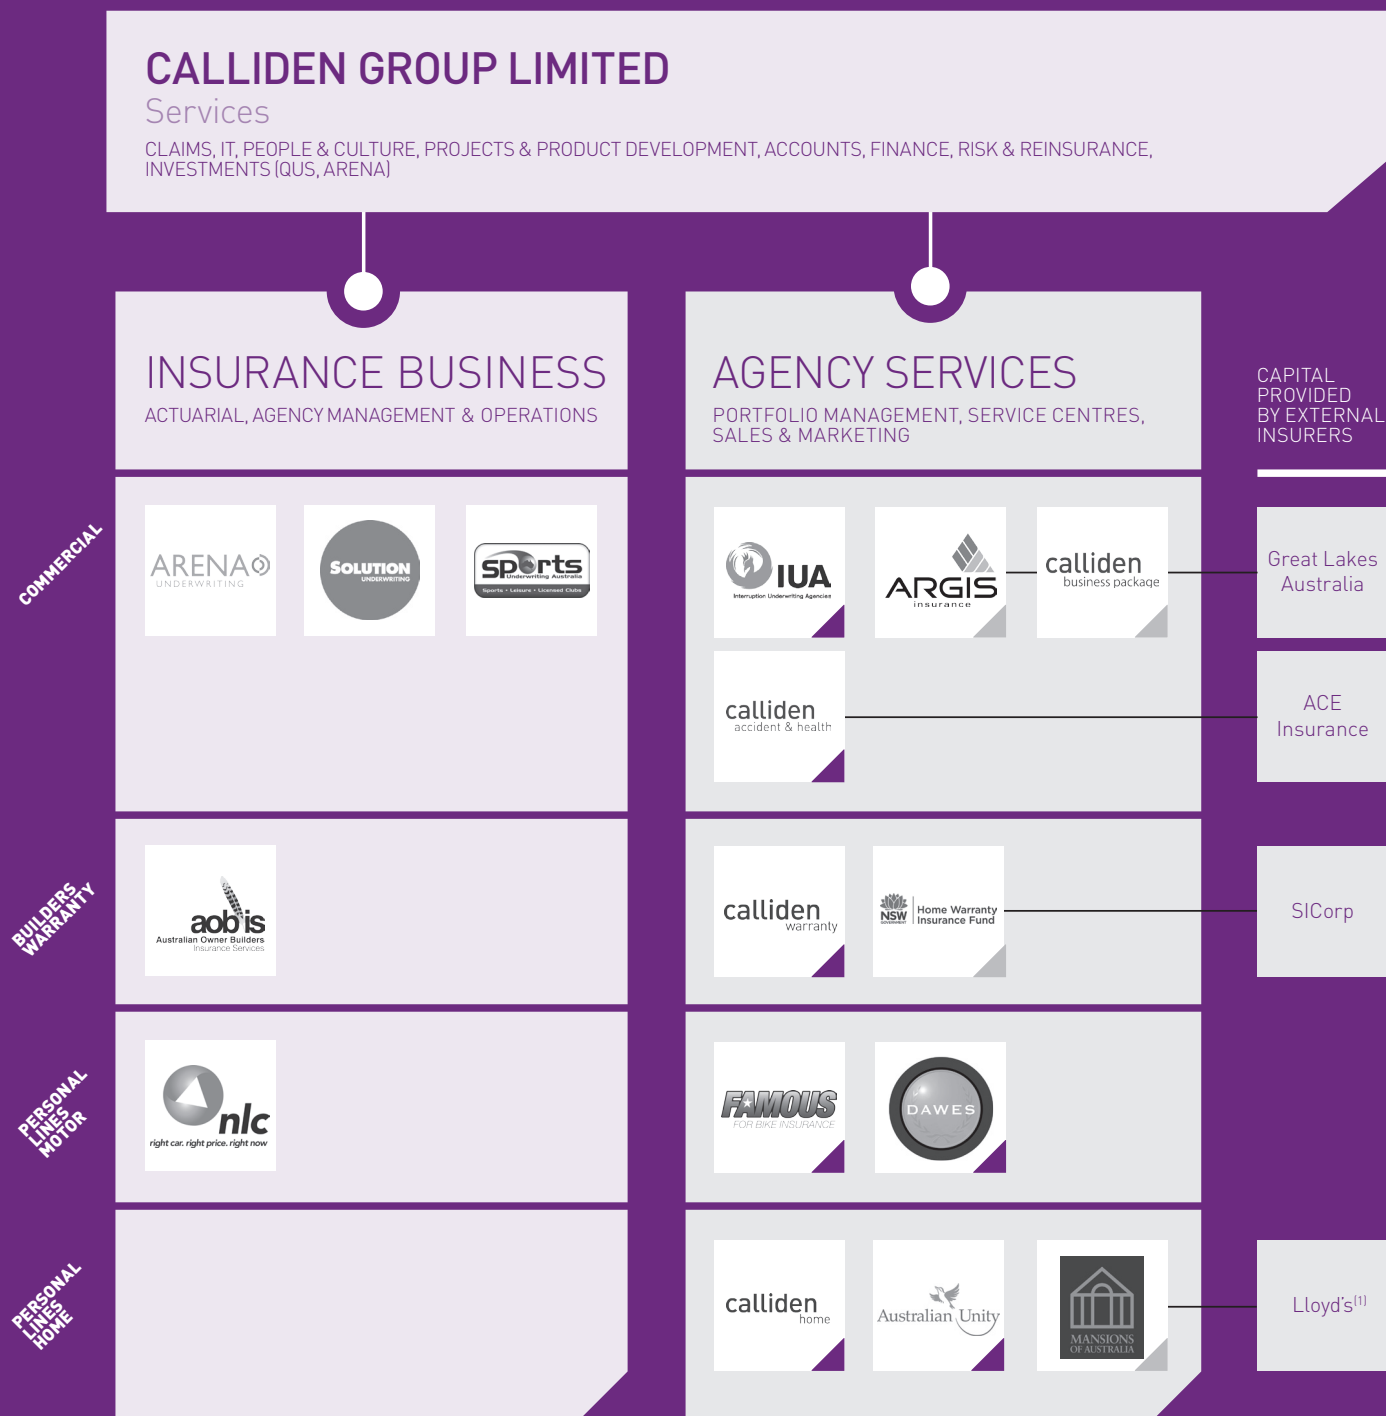 CALLIDEN GROUP LIMITED
Services
CLAIMS, IT, PEOPLE & CULTURE, PROJECTS & PRODUCT DEVELOPMENT, ACCOUNTS, FINANCE, RISK & REINSURANCE,
INVESTMENTS (QUS, ARENA)
INSURANCE BUSINESS
ACTUARIAL, AGENCY MANAGEMENT & OPERATIONS
AGENCY SERVICES
PORTFOLIO MANAGEMENT, SERVICE CENTRES,
SALES & MARKETING
CAPITAL
PROVIDED
BY EXTERNAL
INSURERS
COMMERCIAL
ARENA
UNDERWRITING
SOLUTION
UNDERWRITING
sports
Underwriting Australia
Sports • Leisure • Licensed Clubs
IUA
Interruption Underwriting Agencies
ARGIS
insurance
calliden
business package
Great Lakes
Australia
calliden
accident & health
ACE
Insurance
BUILDERS
WARRANTY
aobis
Australian Owner Builders
Insurance Services
calliden
warranty
NSW
GOVERNMENT
Home Warranty
Insurance Fund
SICorp
PERSONAL
LINES
MOTOR
nlc
right car. right price. right now
FAMOUS
FOR BIKE INSURANCE
DAWES
PERSONAL
LINES
HOME
calliden
home
Australian Unity
MANSIONS
OF AUSTRALIA
Lloyd's(1)